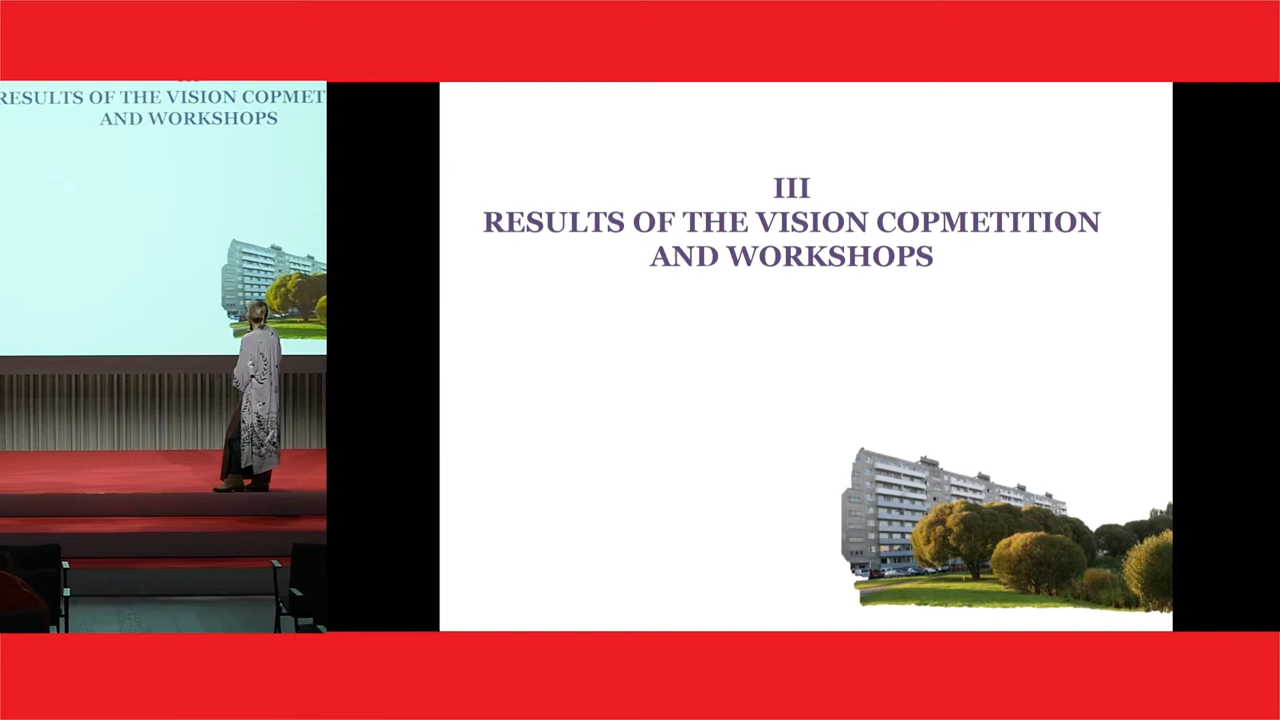 RESULTS OF THE VISION COPMET
AND WORKSHOPS
III
RESULTS OF THE VISION COPMETITION
AND WORKSHOPS